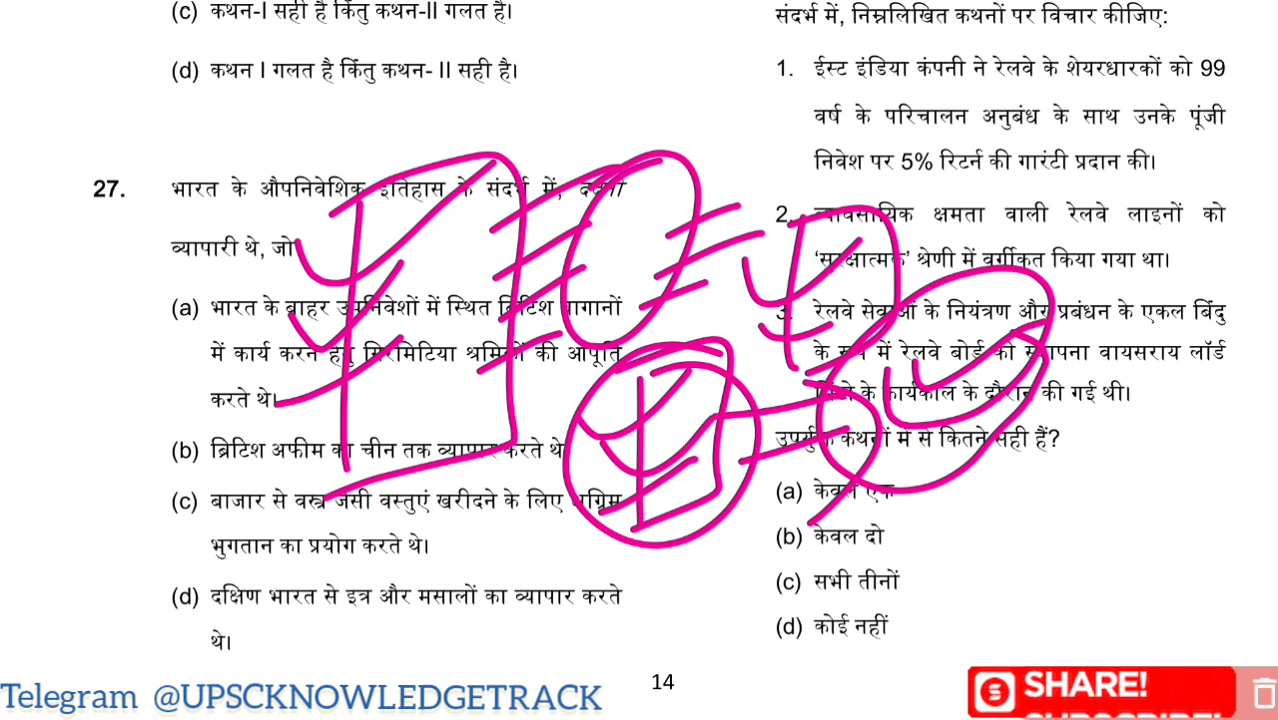 (c) कथन-I सही है किंतु कथन-II गलत है।
(d) कथन I गलत है किंतु कथन- II सही है।
27. भारत के औपनिवेशिक इतिहास के संदर्भ में,
व्यापारी थे, जो
(a) भारत के बाहर उपनिवेशों में स्थित ब्रिटिश बागानों
में कार्य करने हेतु गिरमिटिया श्रमिकों की आपूर्ति
करते थे।
(b) ब्रिटिश अफीम का चीन तक व्यापार करते थे
(c) बाजार से वस्त्र जैसी वस्तुएं खरीदने के लिए अग्रिम
भुगतान का प्रयोग करते थे।
(d) दक्षिण भारत से इत्र और मसालों का व्यापार करते
थे।
संदर्भ में, निम्नलिखित कथनों पर विचार कीजिए:
1. ईस्ट इंडिया कंपनी ने रेलवे के शेयरधारकों को 99
वर्ष के परिचालन अनुबंध के साथ उनके पूंजी
निवेश पर 5% रिटर्न की गारंटी प्रदान की।
2. व्यावसायिक क्षमता वाली रेलवे लाइनों को
'सुरक्षात्मक' श्रेणी में वर्गीकृत किया गया था।
3. रेलवे सेवाओं के नियंत्रण और प्रबंधन के एकल बिंदु
के रूप में रेलवे बोर्ड की स्थापना वायसराय लॉर्ड
के कार्यकाल के दौरान की गई थी।
उपर्युक्त कथनों में से कितने सही हैं?
(a) केवल एक
(b) केवल दो
(c) सभी तीनों
(d) कोई नहीं
14
Telegram @UPSCKNOWLEDGETRACK
SHARE!